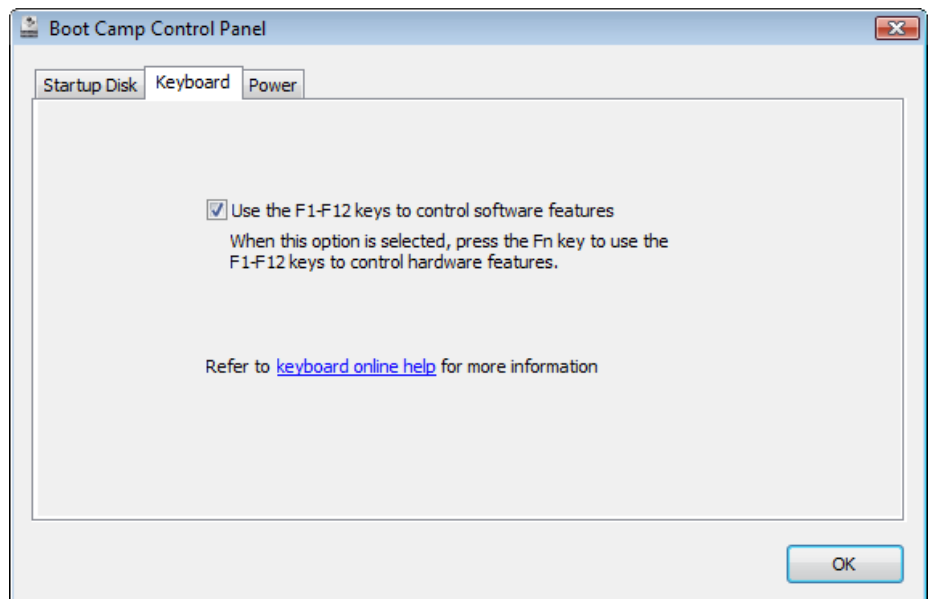 Boot Camp Control Panel
Startup Disk Keyboard Power
Use the F1-F12 keys to control software features
When this option is selected, press the Fn key to use the
F1-F12 keys to control hardware features.
Refer to keyboard online help for more information
OK